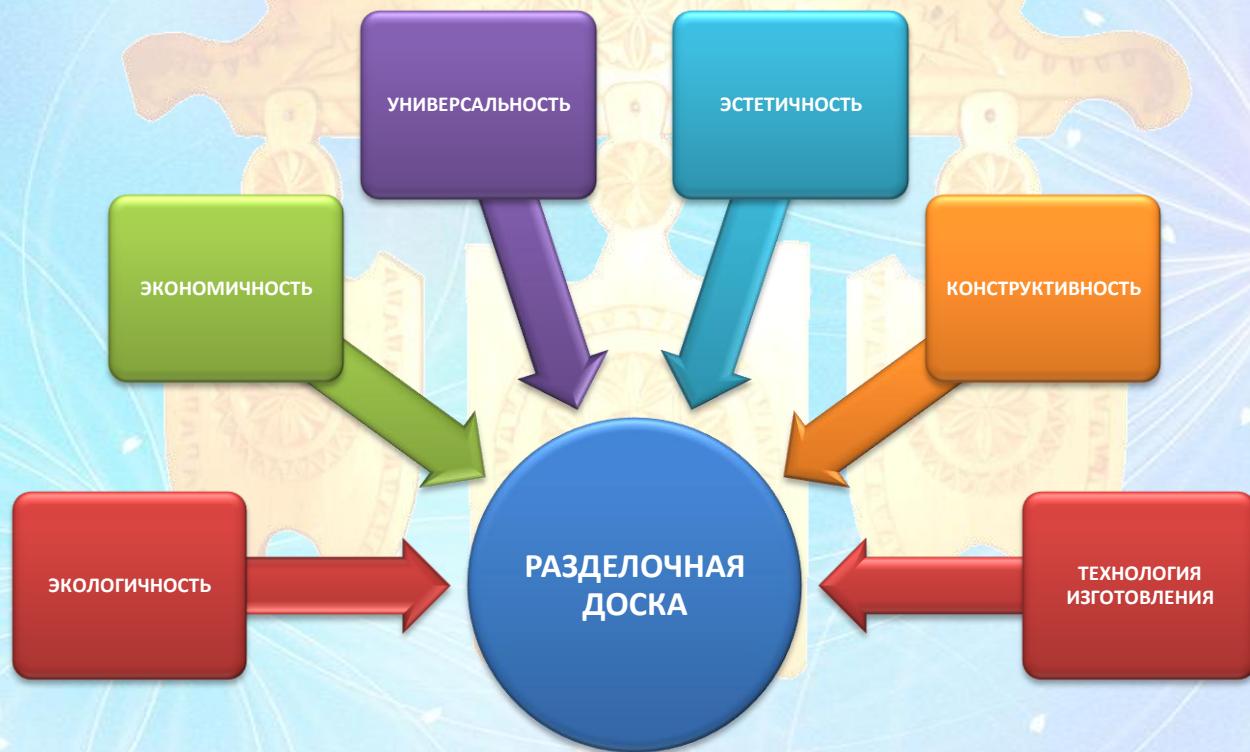 УНИВЕРСАЛЬНОСТЬ
ЭСТЕТИЧНОСТЬ
ЭКОНОМИЧНОСТЬ
КОНСТРУКТИВНОСТЬ
ЭКОЛОГИЧНОСТЬ
РАЗДЕЛОЧНАЯ
ДОСКА
ТЕХНОЛОГИЯ
ИЗГОТОВЛЕНИЯ